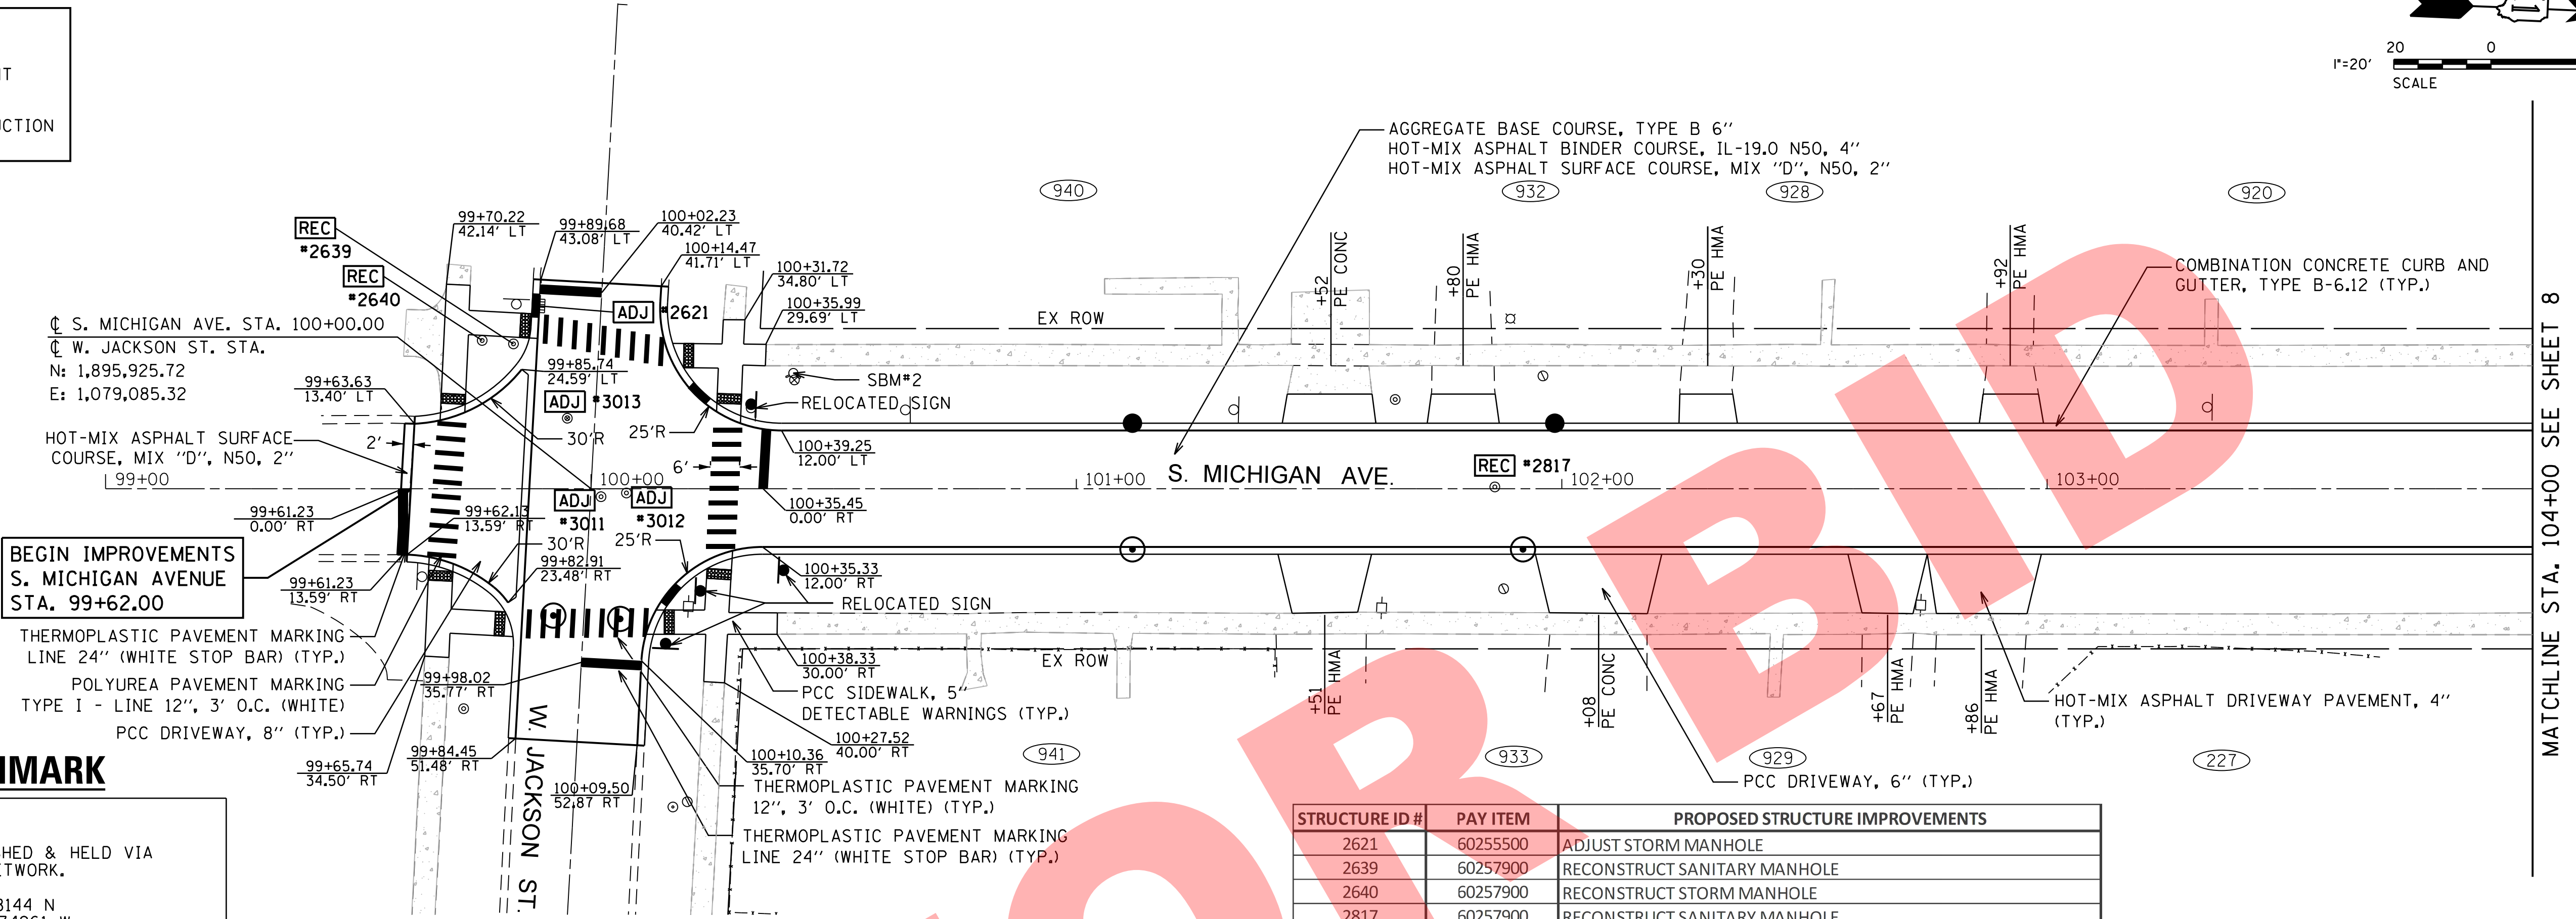 IT
UCTION
20 0
1"=20'
SCALE
AGGREGATE BASE COURSE, TYPE B 6"
HOT-MIX ASPHALT BINDER COURSE, IL-19.0 N50, 4"
HOT-MIX ASPHALT SURFACE COURSE, MIX "D", N50, 2"
940
932
928
920
REC
#2639
REC
#2640
99+70.22
42.14' LT
99+89.68
43.08' LT
100+02.23
40.42' LT
100+14.47
41.71' LT
100+31.72
34.80' LT
100+35.99
29.69' LT
ADJ #2621
EX ROW
+52
PE CONC
+80
PE HMA
+30
PE HMA
+92
PE HMA
COMBINATION CONCRETE CURB AND
GUTTER, TYPE B-6.12 (TYP.)
℄ S. MICHIGAN AVE. STA. 100+00.00
℄ W. JACKSON ST. STA.
N: 1,895,925.72
E: 1,079,085.32
99+63.63
13.40' LT
99+85.74
24.59' LT
ADJ #3013
SBM#2
RELOCATED SIGN
HOT-MIX ASPHALT SURFACE
COURSE, MIX "D", N50, 2"
2'
30'R
25'R
6'
100+39.25
12.00' LT
99+00
100+00
101+00
S. MICHIGAN AVE.
REC #2817
102+00
103+00
MATCHLINE STA. 104+00 SEE SHEET 8
99+61.23
0.00' RT
99+62.13
13.59' RT
ADJ
#3011
ADJ
#3012
100+35.45
0.00' RT
BEGIN IMPROVEMENTS
S. MICHIGAN AVENUE
STA. 99+62.00
30'R
25'R
99+61.23
13.59' RT
99+82.91
23.48' RT
100+35.33
12.00' RT
RELOCATED SIGN
THERMOPLASTIC PAVEMENT MARKING
LINE 24" (WHITE STOP BAR) (TYP.)
POLYUREA PAVEMENT MARKING
TYPE I - LINE 12", 3' O.C. (WHITE)
PCC DRIVEWAY, 8" (TYP.)
99+98.02
35.77' RT
100+38.33
30.00' RT
EX ROW
PCC SIDEWALK, 5"
DETECTABLE WARNINGS (TYP.)
+51
PE HMA
+08
PE CONC
+67
PE HMA
+86
PE HMA
HOT-MIX ASPHALT DRIVEWAY PAVEMENT, 4"
(TYP.)
99+65.74
34.50' RT
99+84.45
51.48' RT
W. JACKSON ST.
100+09.50
52.87 RT
100+10.36
35.70' RT
100+27.52
40.00' RT
941
933
929
227
THERMOPLASTIC PAVEMENT MARKING
12", 3' O.C. (WHITE) (TYP.)
THERMOPLASTIC PAVEMENT MARKING
LINE 24" (WHITE STOP BAR) (TYP.)
PCC DRIVEWAY, 6" (TYP.)
HMARK
SHED & HELD VIA
ETWORK.
3144 N
STRUCTURE ID # PAY ITEM PROPOSED STRUCTURE IMPROVEMENTS
2621 60255500 ADJUST STORM MANHOLE
2639 60257900 RECONSTRUCT SANITARY MANHOLE
2640 60257900 RECONSTRUCT STORM MANHOLE
2817 60257900 RECONSTRUCT SANITARY MANHOLE
OR BID